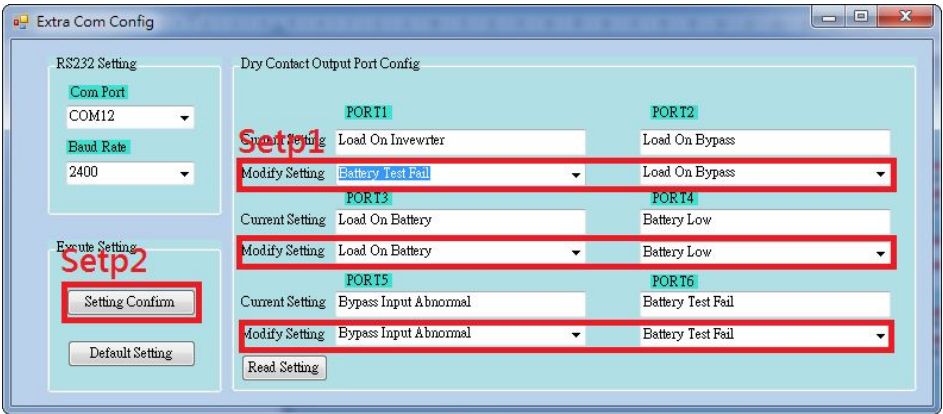 Extra Com Config
RS232 Setting
Com Port
COM12
Baud Rate
2400
Excute Setting
Setp2
Setting Confirm
Default Setting
Dry Contact Output Port Config
PORT1 PORT2
Setp1
Current Setting Load On Invewrter Load On Bypass
Modify Setting Battery Test Fail Load On Bypass
PORT3 PORT4
Current Setting Load On Battery Battery Low
Modify Setting Load On Battery Battery Low
PORT5 PORT6
Current Setting Bypass Input Abnormal Battery Test Fail
Modify Setting Bypass Input Abnormal Battery Test Fail
Read Setting